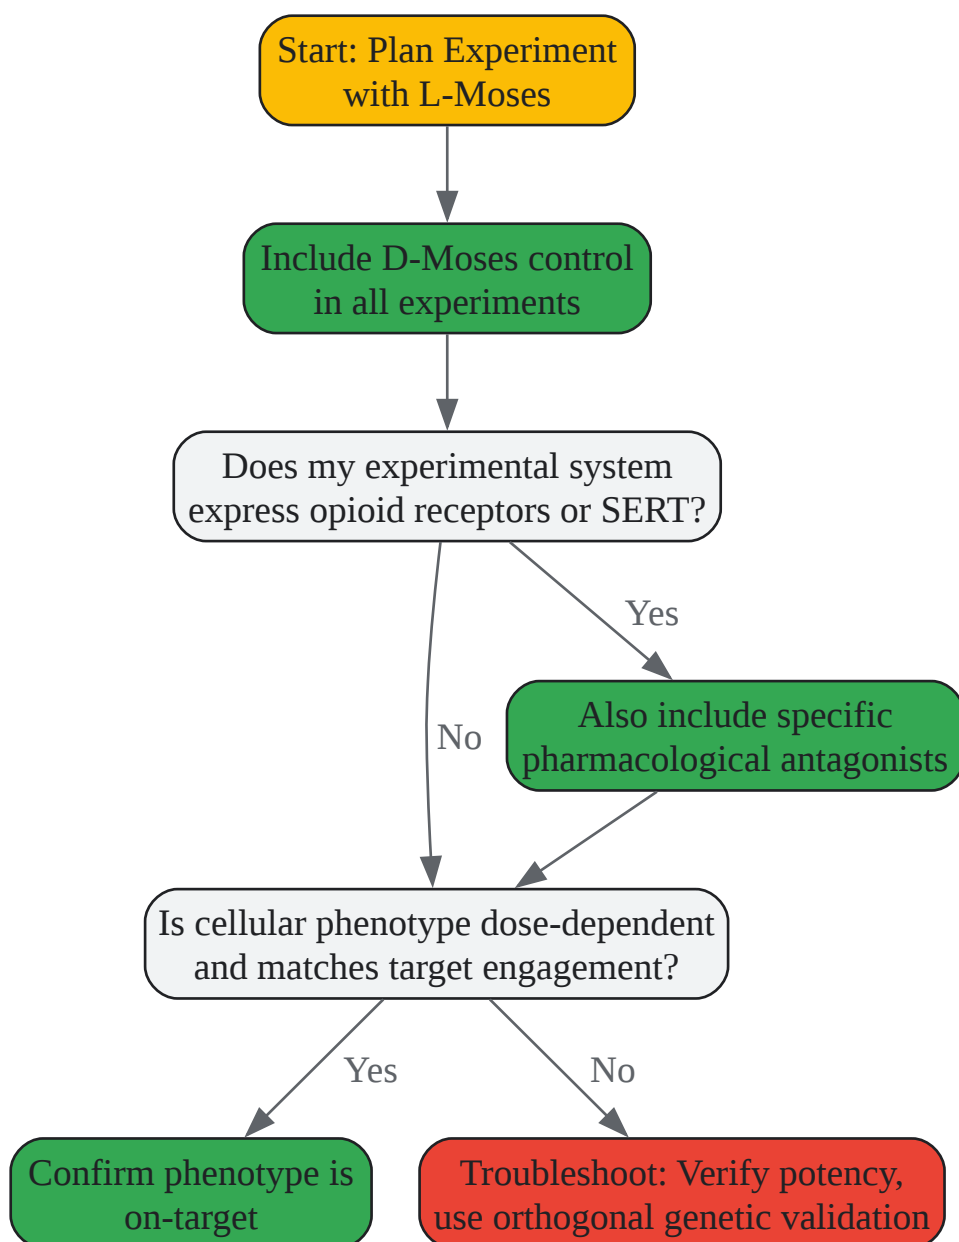 Start: Plan Experiment
with L-Moses
Include D-Moses control
in all experiments
Does my experimental system
express opioid receptors or SERT?
Yes
Also include specific
pharmacological antagonists
No
Is cellular phenotype dose-dependent
and matches target engagement?
Yes
No
Confirm phenotype is
on-target
Troubleshoot: Verify potency,
use orthogonal genetic validation